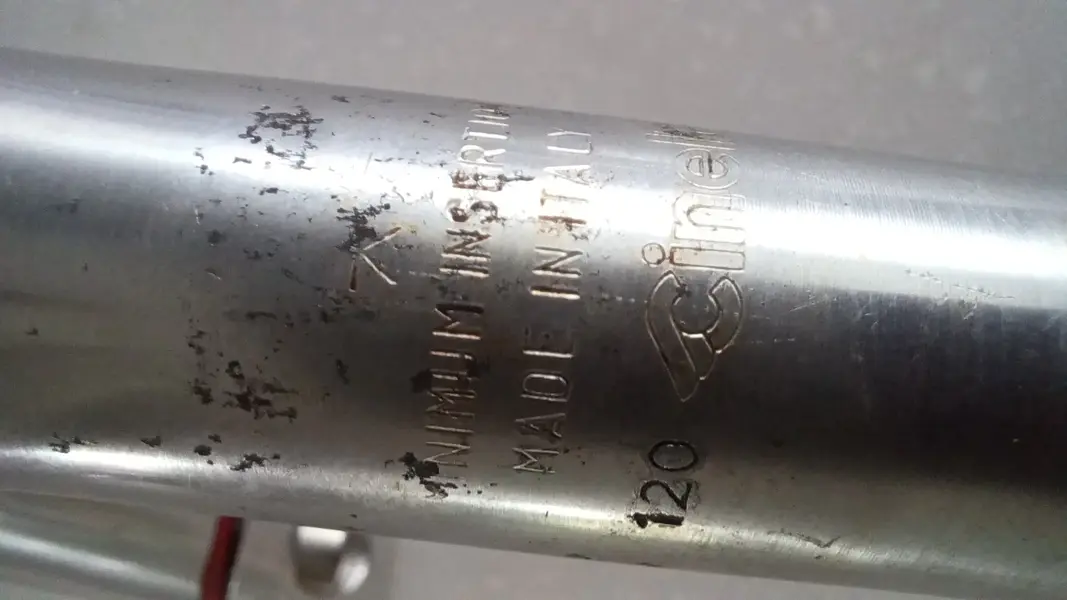 MINIMUM INSERTION
MADE IN ITALY
cinelli
120